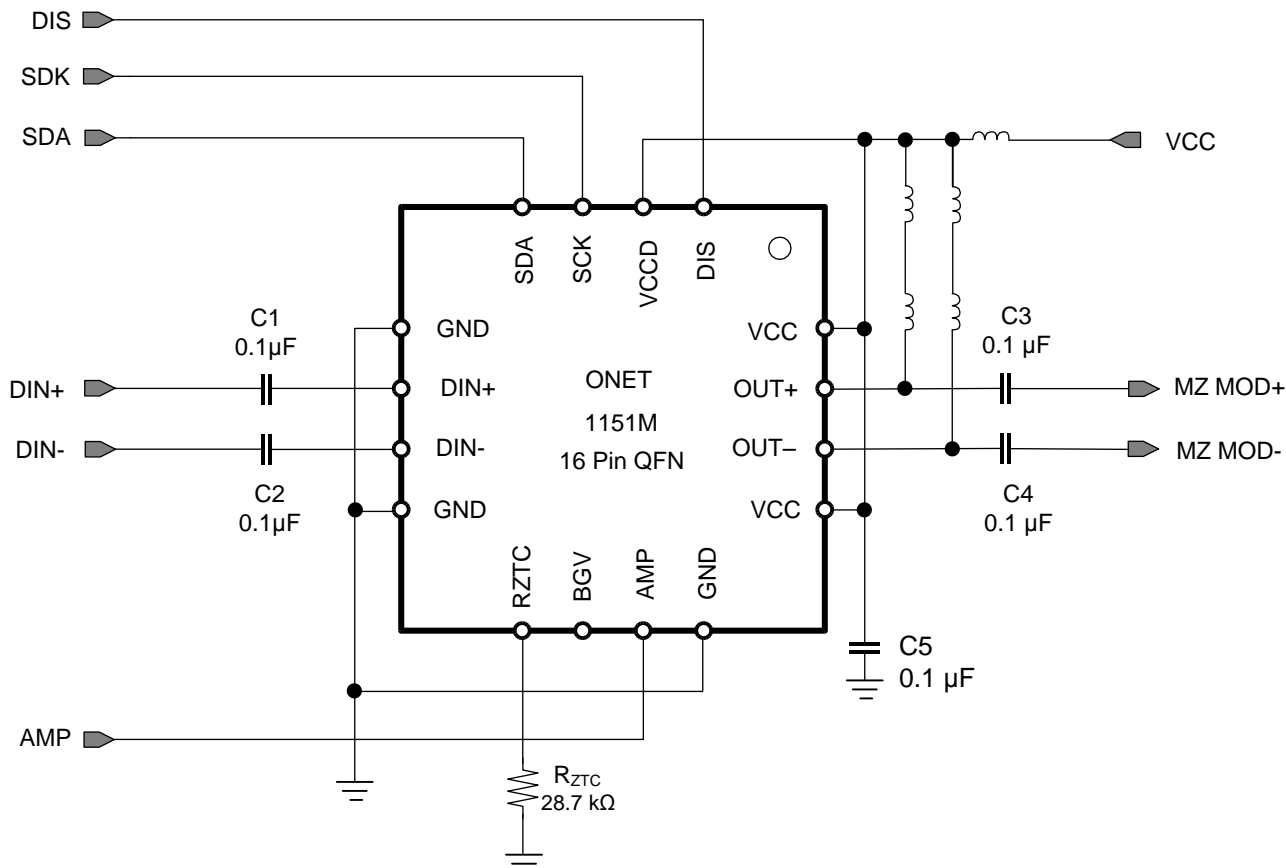 DIS
SDK
SDA
VCC
SDA
SCK
VCCD
DIS
C1
0.1µF
GND
VCC
C3
0.1 µF
DIN+
DIN+
ONET
OUT+
MZ MOD+
1151M
DIN-
DIN-
16 Pin QFN
OUT–
MZ MOD-
C2
0.1µF
GND
VCC
C4
0.1 µF
RZTC
BGV
AMP
GND
C5
0.1 µF
AMP
RZTC
28.7 kΩ